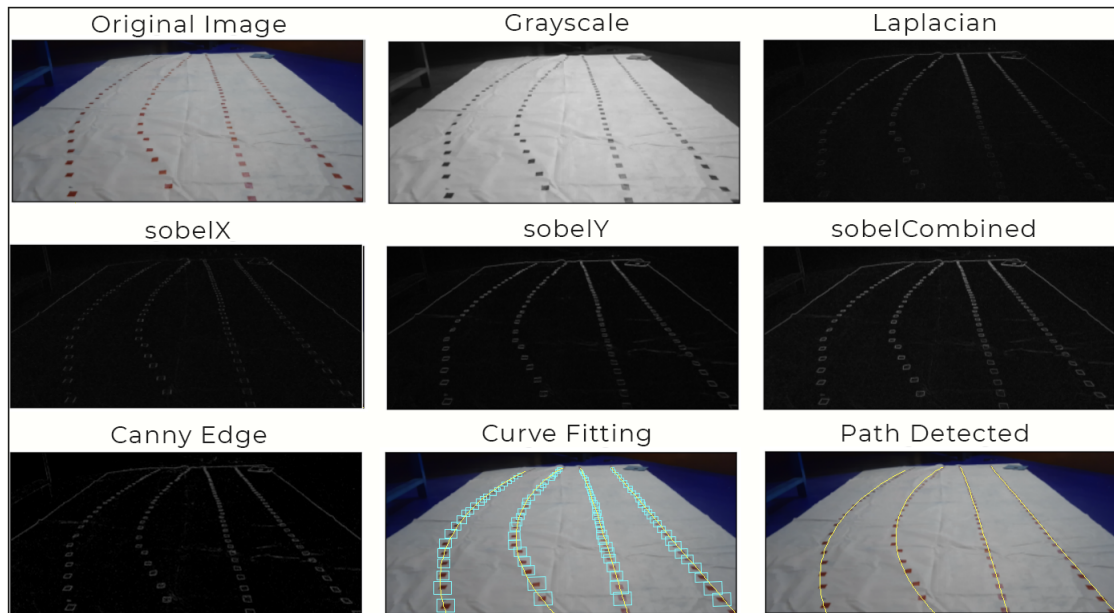 Original Image
Grayscale
Laplacian
sobelX
sobelY
sobelCombined
Canny Edge
Curve Fitting
Path Detected